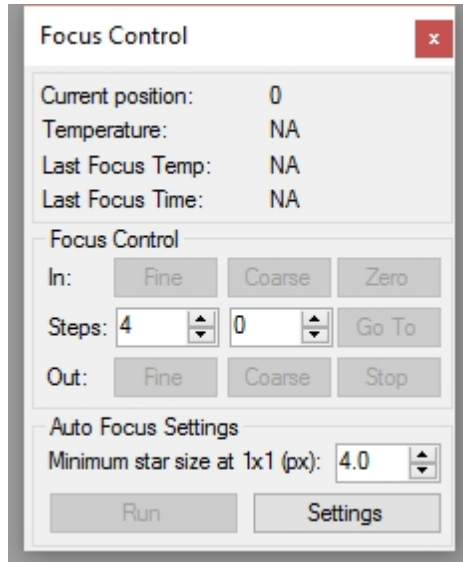 Focus Control x
Current position: 0
Temperature: NA
Last Focus Temp: NA
Last Focus Time: NA
Focus Control
In: Fine Coarse Zero
Steps: 4 0 Go To
Out: Fine Coarse Stop
Auto Focus Settings
Minimum star size at 1x1 (px): 4.0
Run Settings